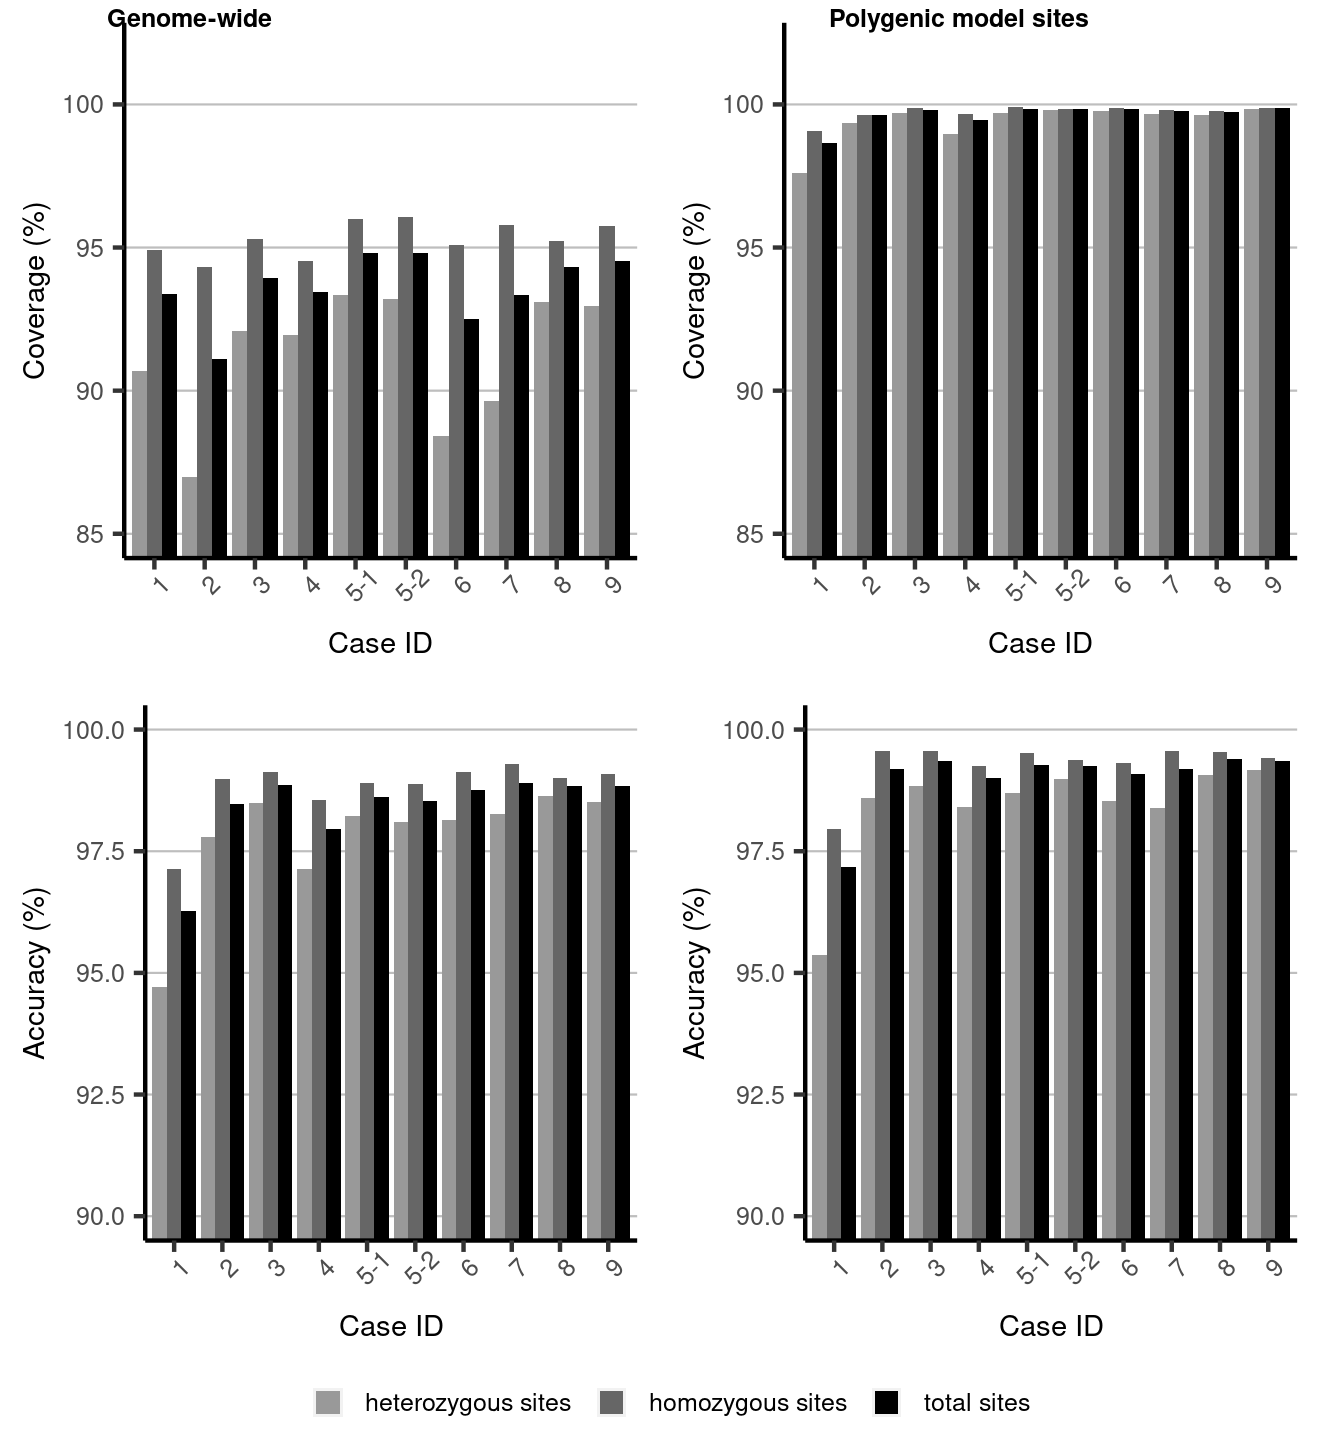 Genome-wide
Polygenic model sites
Coverage (%)
100
95
90
85
1 2 3 4 5-1 5-2 6 7 8 9
Case ID
Coverage (%)
100
95
90
85
1 2 3 4 5-1 5-2 6 7 8 9
Case ID
Accuracy (%)
100.0
97.5
95.0
92.5
90.0
1 2 3 4 5-1 5-2 6 7 8 9
Case ID
Accuracy (%)
100.0
97.5
95.0
92.5
90.0
1 2 3 4 5-1 5-2 6 7 8 9
Case ID
heterozygous sites homozygous sites total sites